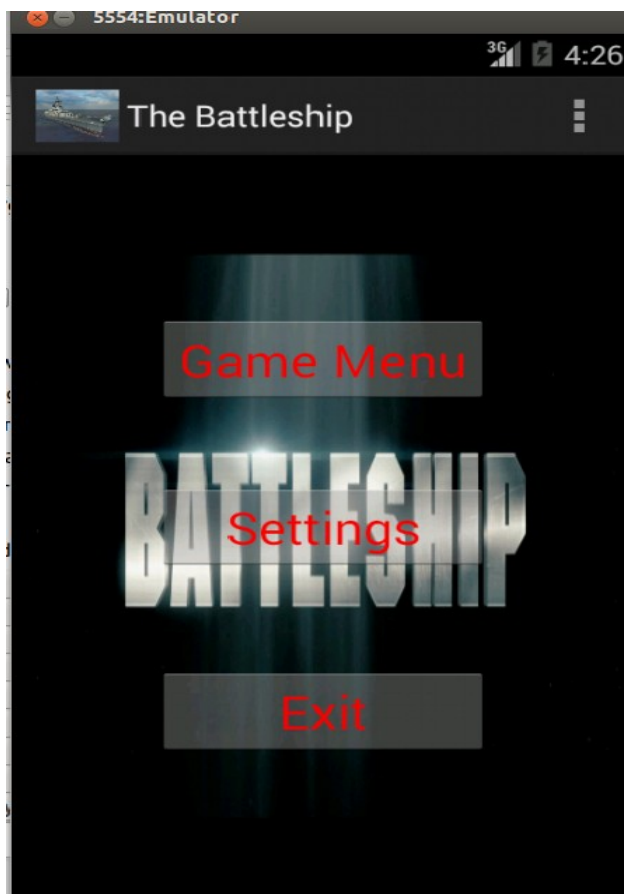 5554:Emulator
3G 4:26
The Battleship
Game Menu
BATTLESHIP
Settings
Exit